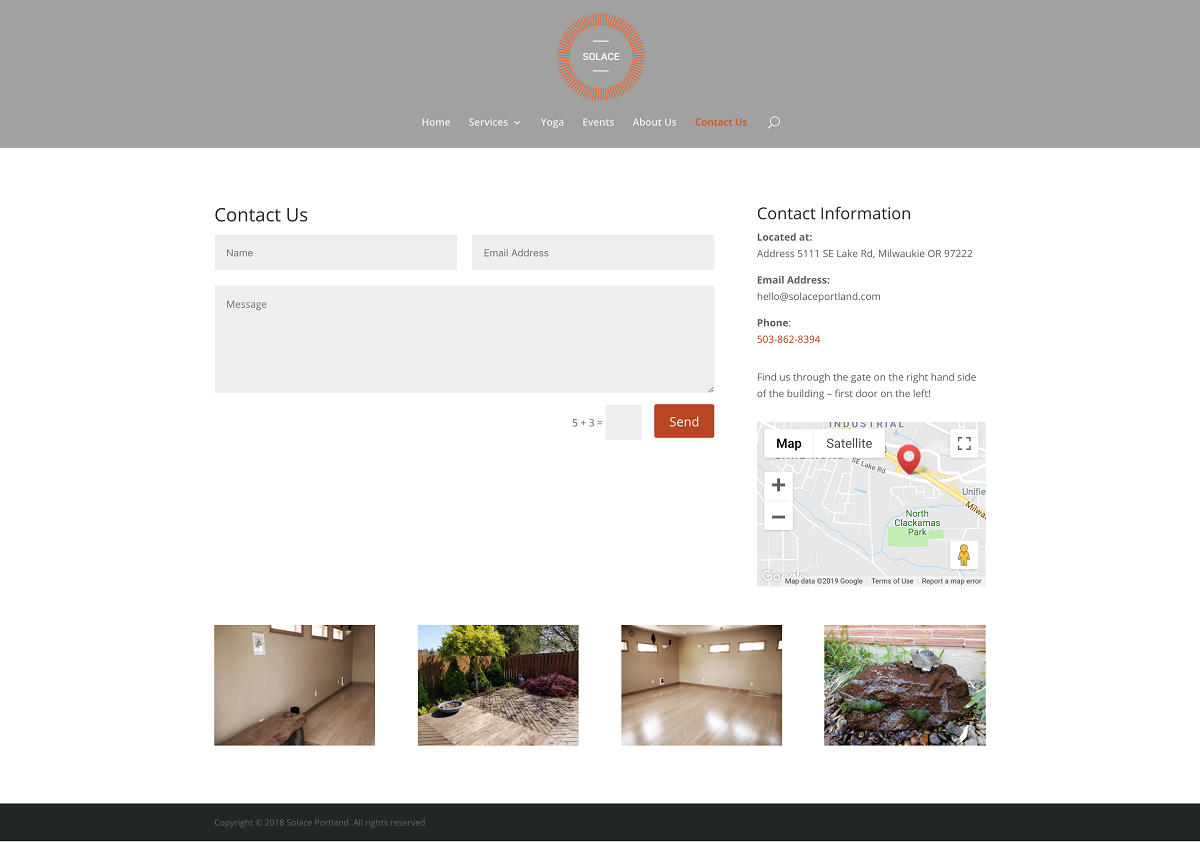 SOLACE
Home Services Yoga Events About Us Contact Us
Contact Us
Name
Email Address
Message
5 + 3 =
Send
Contact Information
Located at:
Address 5111 SE Lake Rd, Milwaukie OR 97222
Email Address:
hello@solaceportland.com
Phone:
503-862-8394
Find us through the gate on the right hand side
of the building – first door on the left!
INDUSTRIAL
Map Satellite
SE Lake Rd
Unifie
Milwa
North
Clackamas
Park
Google
Map data ©2019 Google Terms of Use Report a map error
Copyright © 2018 Solace Portland. All rights reserved